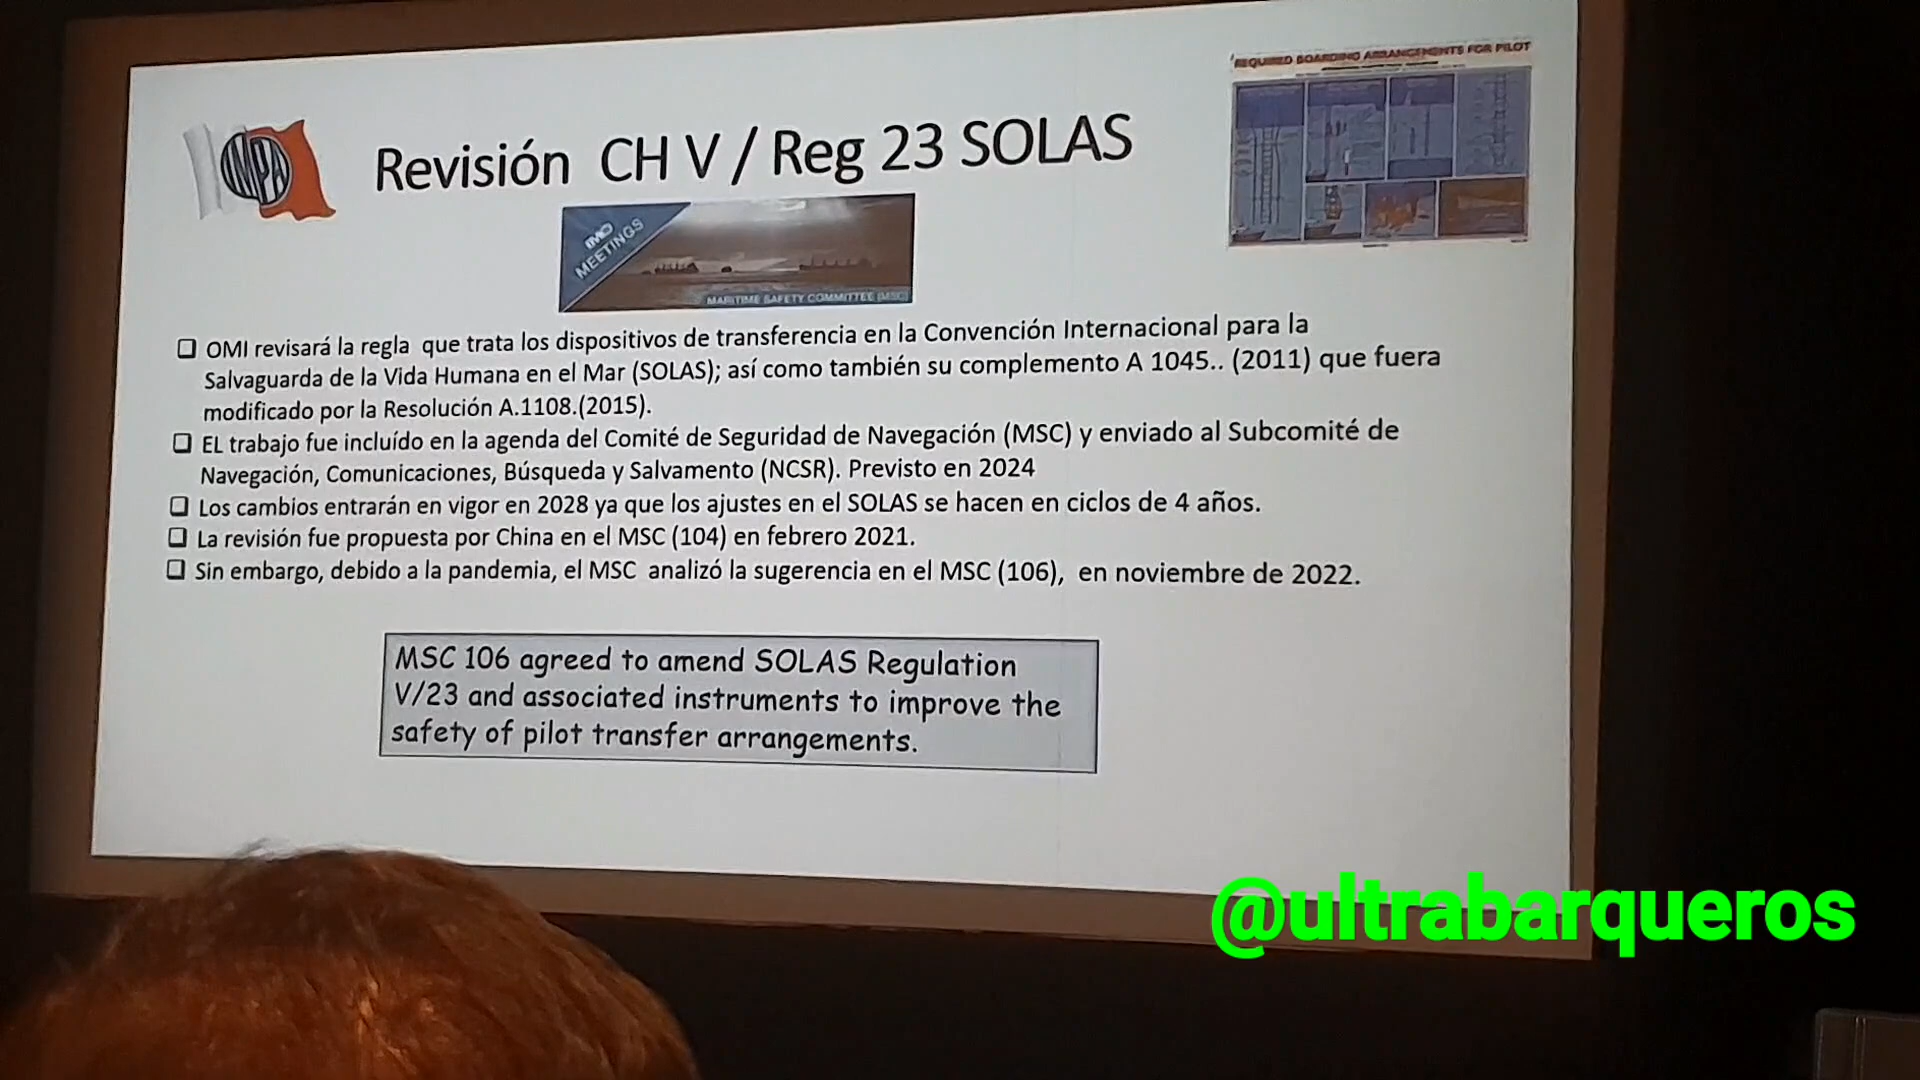 REQUIRED BOARDING ARRANGEMENTS FOR PILOT
IMPA
Revisión CH V / Reg 23 SOLAS
IMO
MEETINGS
MARITIME SAFETY COMMITTEE (MSC)
OMI revisará la regla que trata los dispositivos de transferencia en la Convención Internacional para la
Salvaguarda de la Vida Humana en el Mar (SOLAS); así como también su complemento A 1045.. (2011) que fuera
modificado por la Resolución A.1108.(2015).
EL trabajo fue incluído en la agenda del Comité de Seguridad de Navegación (MSC) y enviado al Subcomité de
Navegación, Comunicaciones, Búsqueda y Salvamento (NCSR). Previsto en 2024
Los cambios entrarán en vigor en 2028 ya que los ajustes en el SOLAS se hacen en ciclos de 4 años.
La revisión fue propuesta por China en el MSC (104) en febrero 2021.
Sin embargo, debido a la pandemia, el MSC analizó la sugerencia en el MSC (106), en noviembre de 2022.
MSC 106 agreed to amend SOLAS Regulation
V/23 and associated instruments to improve the
safety of pilot transfer arrangements.
@ultrabarqueros